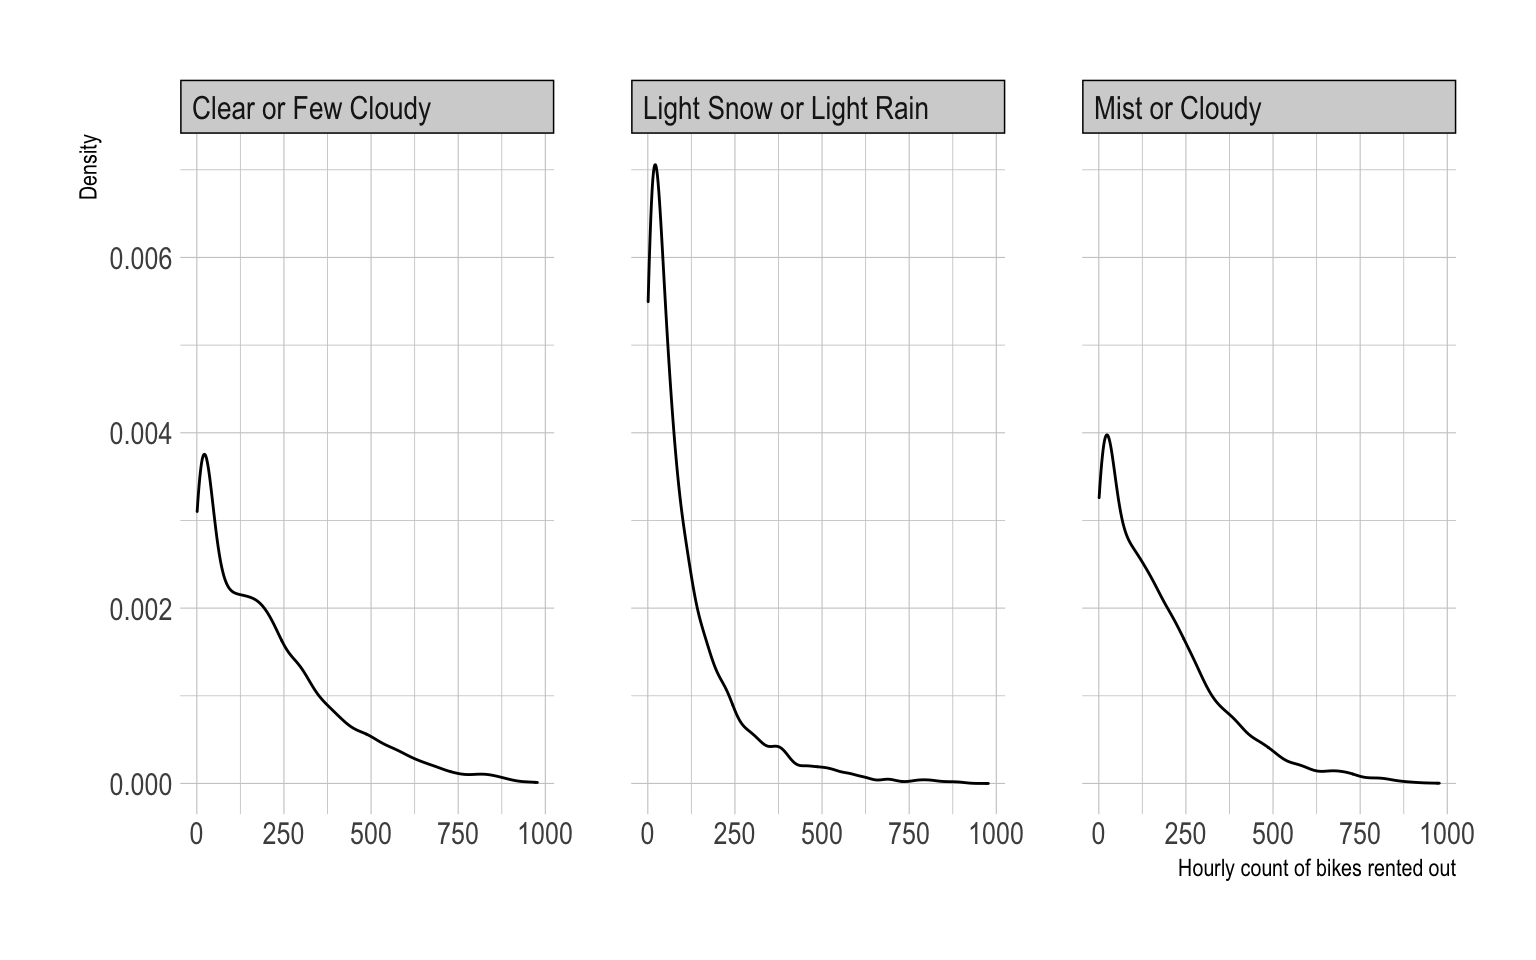 Clear or Few Cloudy
Light Snow or Light Rain
Mist or Cloudy
Density
0.006
0.004
0.002
0.000
0 250 500 750 1000
0 250 500 750 1000
0 250 500 750 1000
Hourly count of bikes rented out